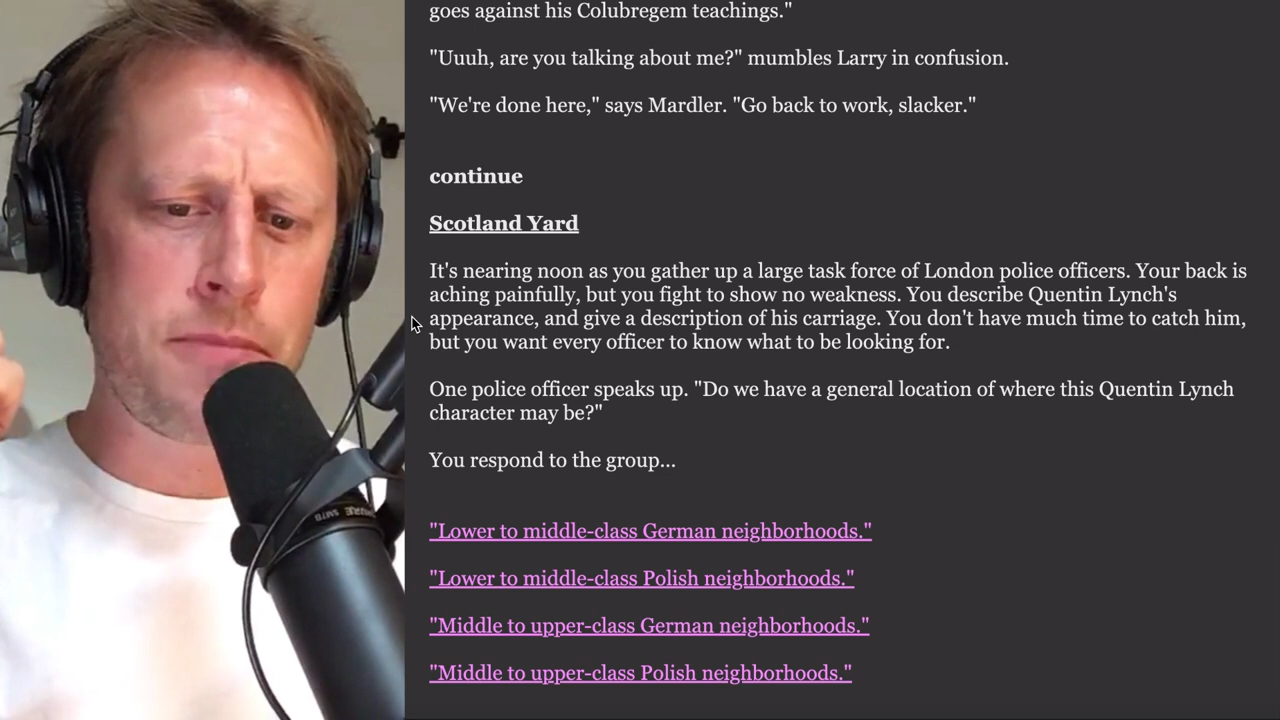 goes against his Colubregem teachings."
"Uuuh, are you talking about me?" mumbles Larry in confusion.
"We're done here," says Mardler. "Go back to work, slacker."
continue
Scotland Yard
It's nearing noon as you gather up a large task force of London police officers. Your back is
aching painfully, but you fight to show no weakness. You describe Quentin Lynch's
appearance, and give a description of his carriage. You don't have much time to catch him,
but you want every officer to know what to be looking for.
One police officer speaks up. "Do we have a general location of where this Quentin Lynch
character may be?"
You respond to the group...
"Lower to middle-class German neighborhoods."
"Lower to middle-class Polish neighborhoods."
"Middle to upper-class German neighborhoods."
"Middle to upper-class Polish neighborhoods."